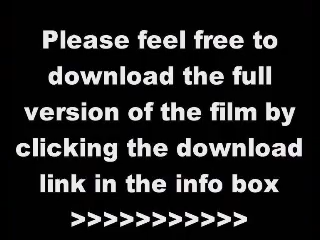 Please feel free to
download the full
version of the film by
clicking the download
link in the info box
>>>>>>>>>>>